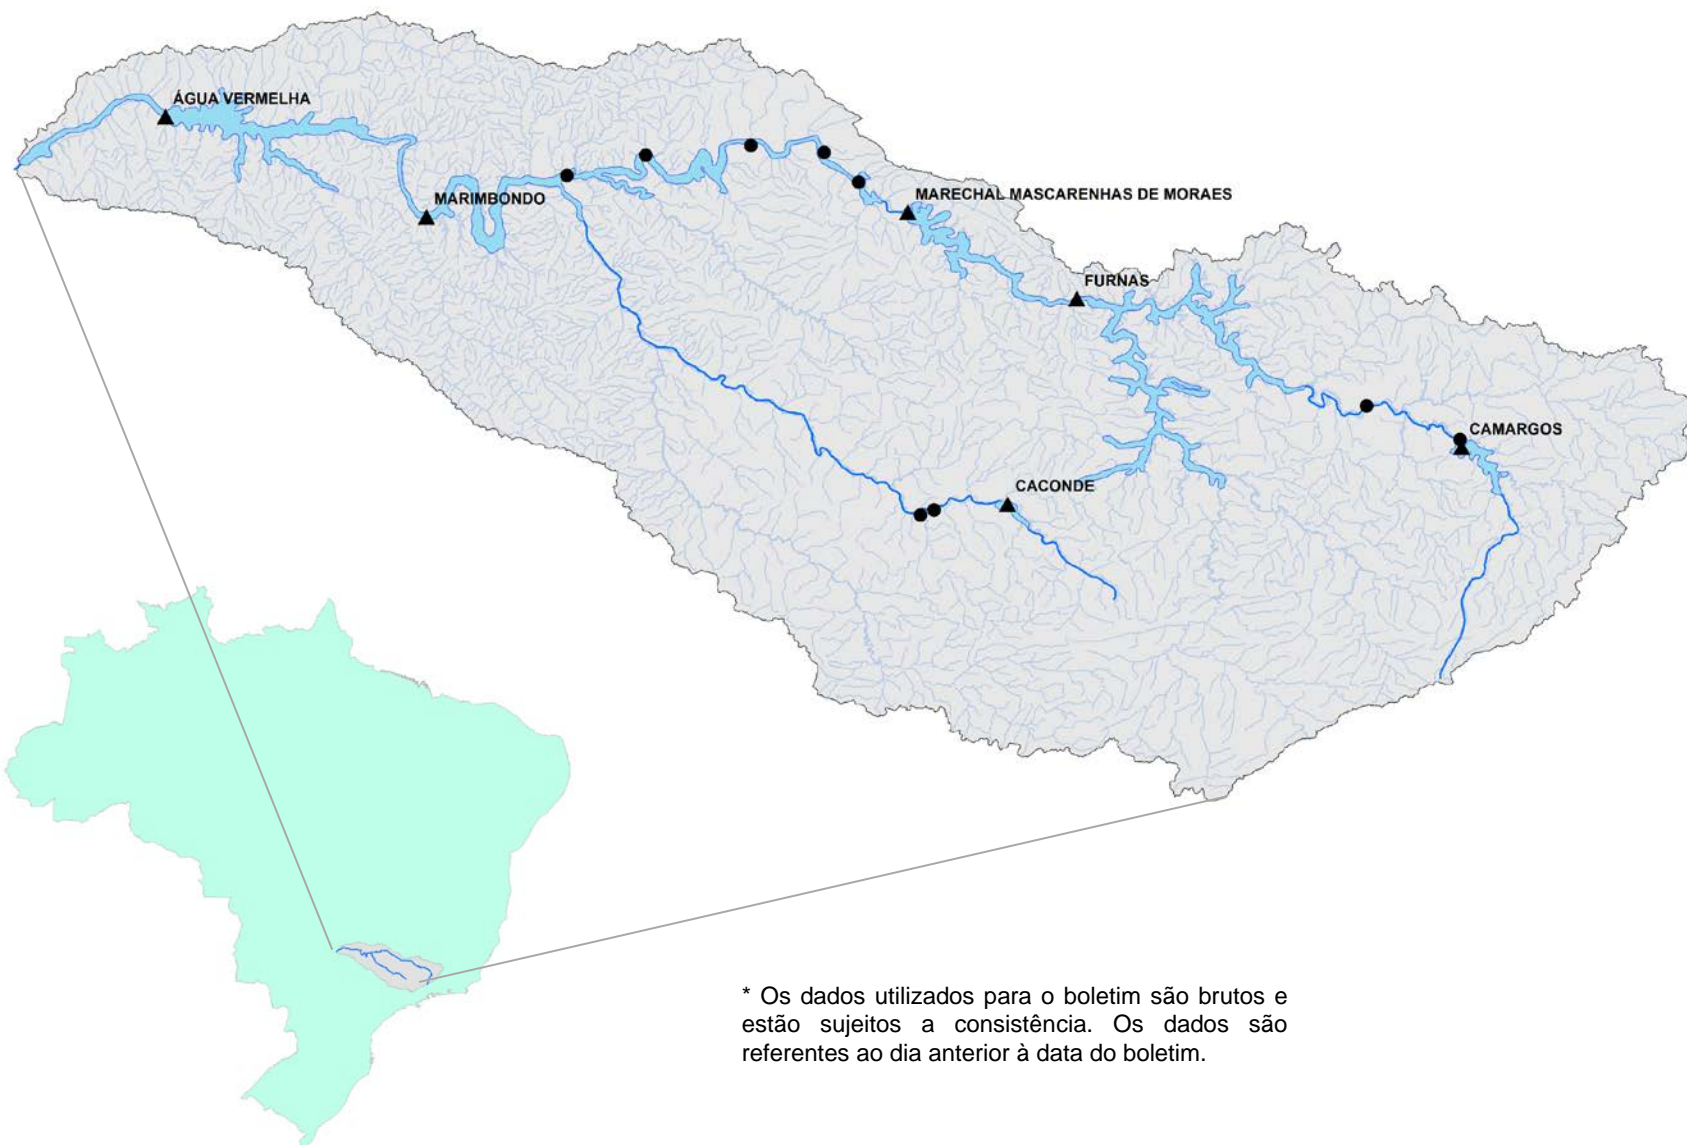 ÁGUA VERMELHA
MARIMBONDO
MARECHAL MASCARENHAS DE MORAES
FURNAS
CAMARGOS
CACONDE
* Os dados utilizados para o boletim são brutos e
estão sujeitos a consistência. Os dados são
referentes ao dia anterior à data do boletim.